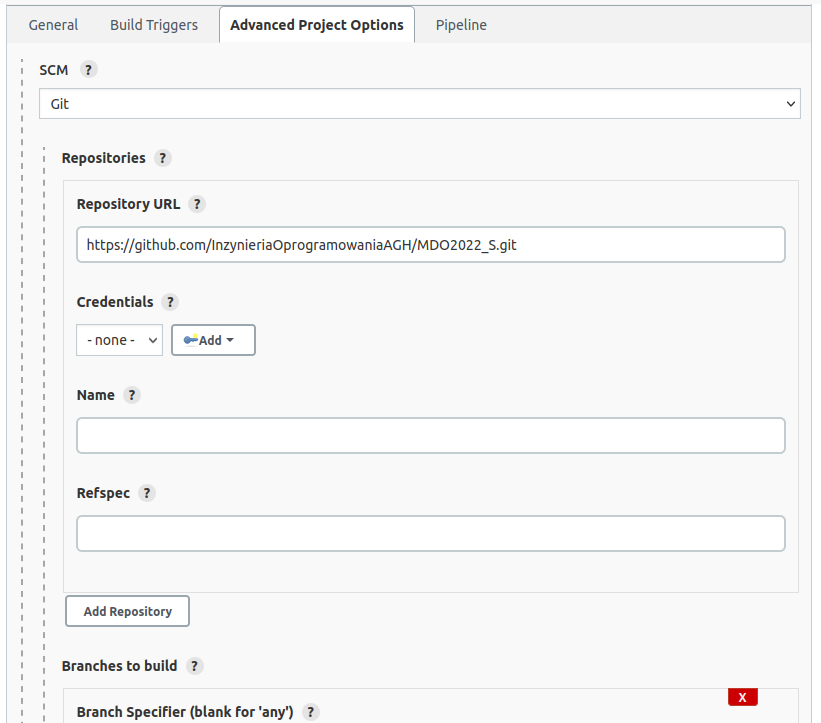 General Build Triggers Advanced Project Options Pipeline
SCM ?
Git
Repositories ?
Repository URL ?
https://github.com/InzynieriaOprogramowaniaAGH/MDO2022_S.git
Credentials ?
- none - Add
Name ?
Refspec ?
Add Repository
Branches to build ?
X
Branch Specifier (blank for 'any') ?